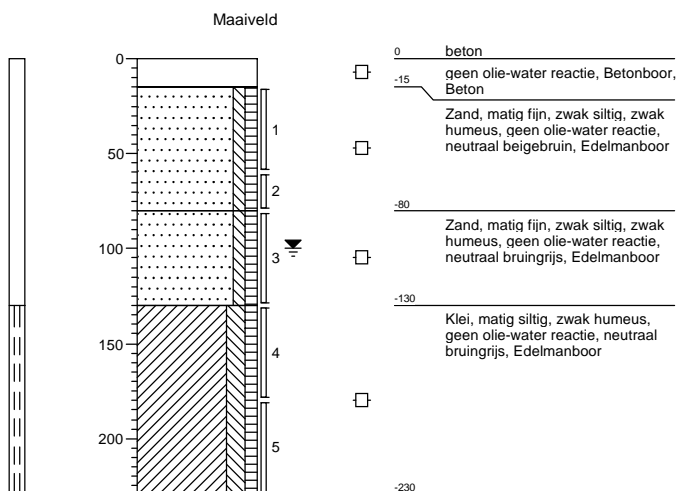 Maaiveld
0
50
100
150
200
1
2
3
4
5
0
beton
geen olie-water reactie, Betonboor,
Beton
-15
Zand, matig fijn, zwak siltig, zwak
humeus, geen olie-water reactie,
neutraal beigebruin, Edelmanboor
-80
Zand, matig fijn, zwak siltig, zwak
humeus, geen olie-water reactie,
neutraal bruingrijs, Edelmanboor
-130
Klei, matig siltig, zwak humeus,
geen olie-water reactie, neutraal
bruingrijs, Edelmanboor
-230